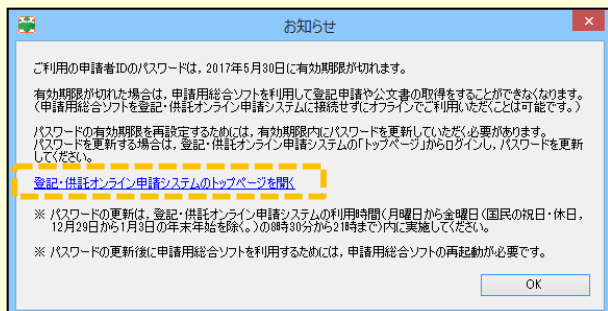 お知らせ
×
ご利用の申請者IDのパスワードは，2017年5月30日に有効期限が切れます。
有効期限が切れた場合は，申請用総合ソフトを利用して登記申請や公文書の取得をすることができなくなります。
（申請用総合ソフトを登記・供託オンライン申請システムに接続せずにオフラインでご利用いただくことは可能です。）
パスワードの有効期限を再設定するためには，有効期限内にパスワードを更新していただく必要があります。
パスワードを更新する場合は，登記・供託オンライン申請システムの「トップページ」からログインし，パスワードを更新
してください。
登記・供託オンライン申請システムのトップページを開く
※ パスワードの更新は，登記・供託オンライン申請システムの利用時間（月曜日から金曜日（国民の祝日・休日，
12月29日から1月3日の年末年始を除く。）の8時30分から21時まで）内に実施してください。
※ パスワードの更新後に申請用総合ソフトを利用するためには，申請用総合ソフトの再起動が必要です。
OK